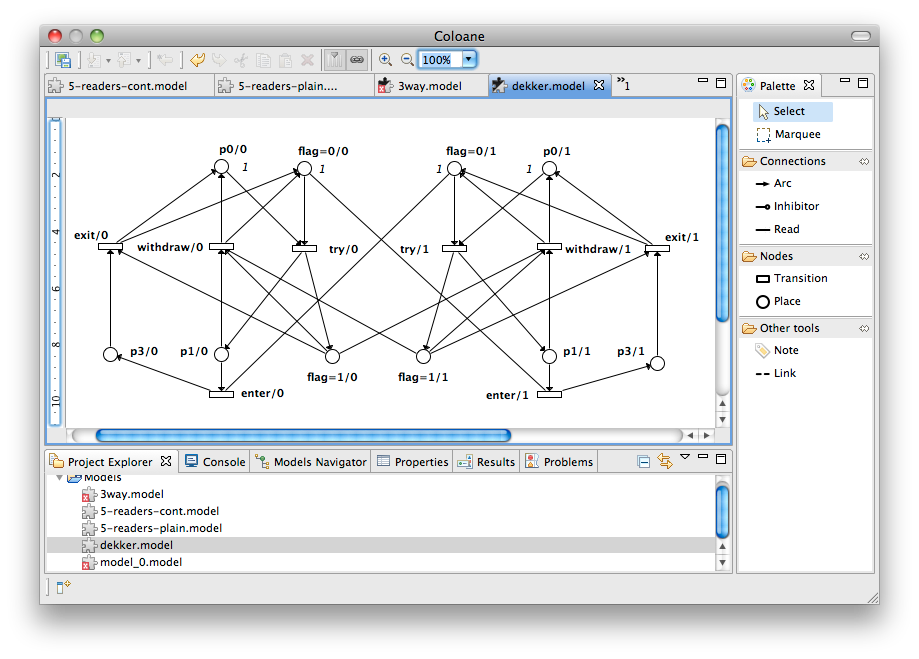 Coloane
100%
5-readers-cont.model
5-readers-plain....
3way.model
dekker.model
»1
Palette
Select
Marquee
Connections
Arc
Inhibitor
Read
Nodes
Transition
Place
Other tools
Note
Link
2
4
6
8
10
p0/0
1
flag=0/0
1
flag=0/1
1
p0/1
1
exit/0
withdraw/0
try/0
try/1
withdraw/1
exit/1
p3/0
p1/0
flag=1/0
flag=1/1
p1/1
p3/1
enter/0
enter/1
Project Explorer
Console
Models Navigator
Properties
Results
Problems
Models
3way.model
5-readers-cont.model
5-readers-plain.model
dekker.model
model_0.model